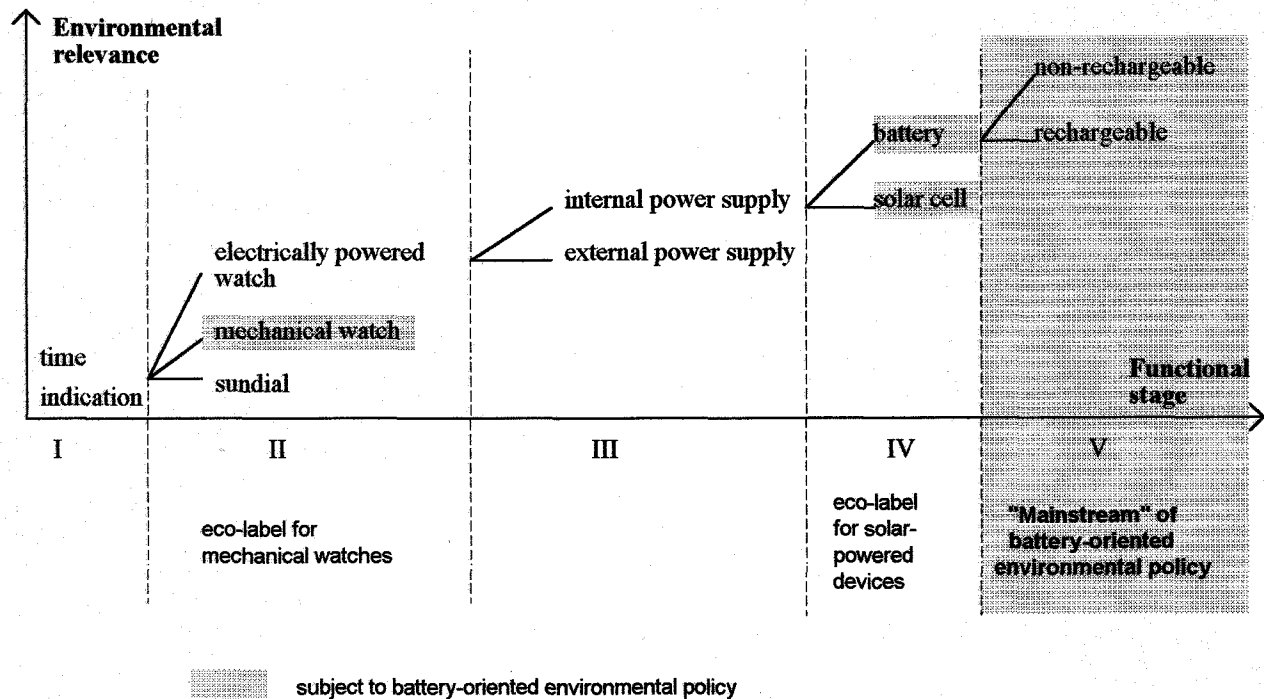 Environmental
relevance
non-rechargeable
battery
rechargeable
internal power supply
solar cell
electrically powered
watch
external power supply
mechanical watch
time
indication
sundial
Functional
stage
I
II
III
IV
V
eco-label for
mechanical watches
eco-label
for solar-
powered
devices
"Mainstream" of
battery-oriented
environmental policy
subject to battery-oriented environmental policy